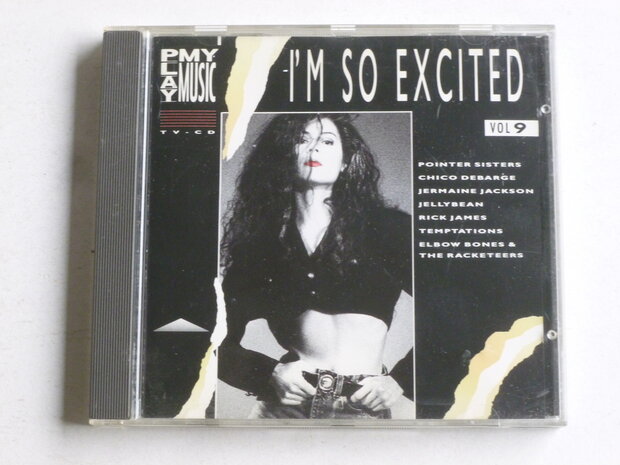 PLAY MY MUSIC
TV-CD
I'M SO EXCITED
VOL 9
POINTER SISTERS
CHICO DEBARGE
JERMAINE JACKSON
JELLYBEAN
RICK JAMES
TEMPTATIONS
ELBOW BONES &
THE RACKETEERS